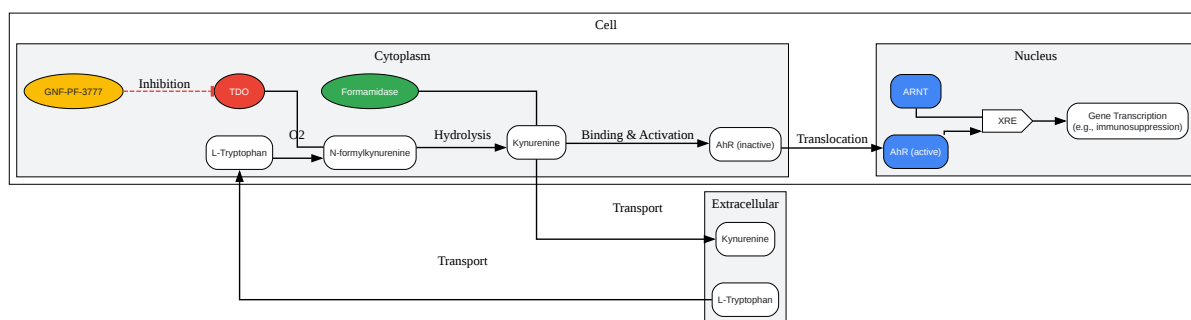 Cell
Cytoplasm
Nucleus
GNF-PF-3777
Inhibition
TDO
Formamidase
ARNT
XRE
Gene Transcription
(e.g., immunosuppression)
O2
L-Tryptophan
N-formylkynurenine
Hydrolysis
Kynurenine
Binding & Activation
AhR (inactive)
Translocation
AhR (active)
Extracellular
Transport
Kynurenine
Transport
L-Tryptophan